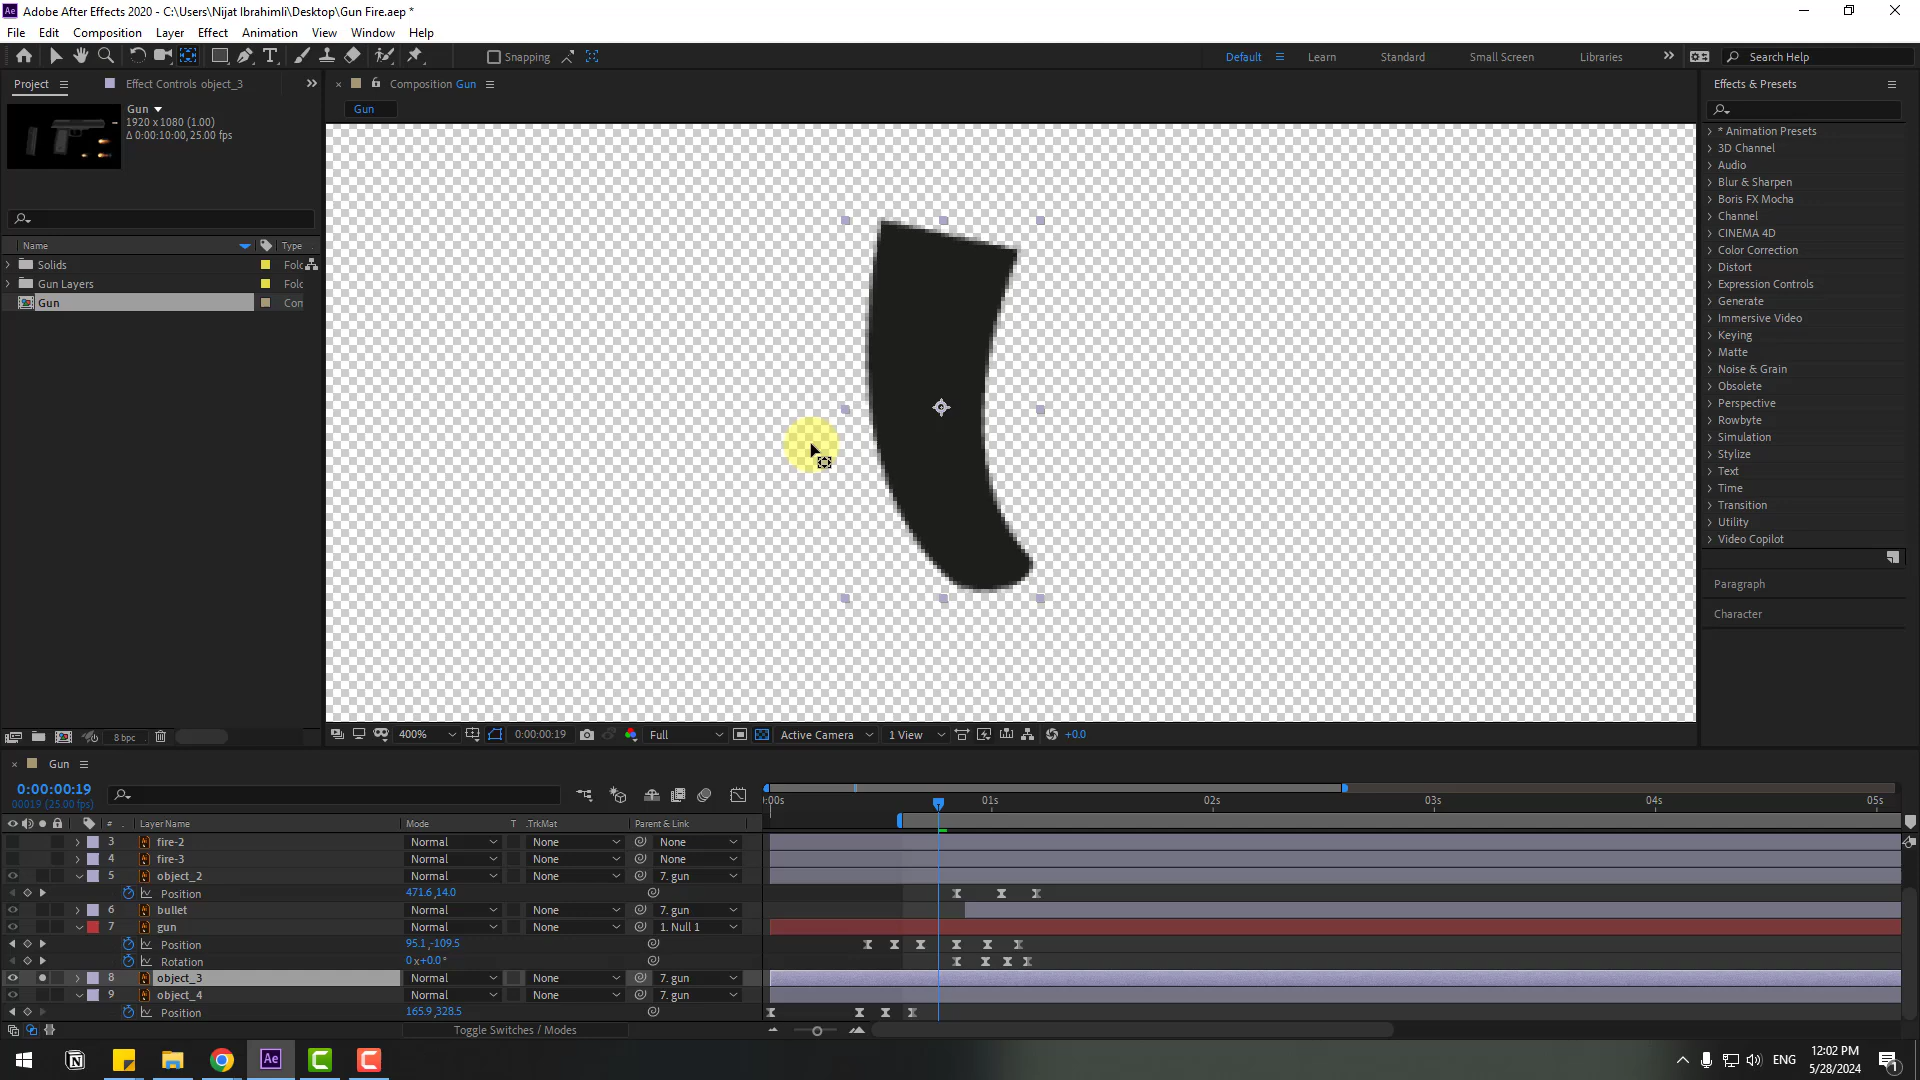 Adobe After Effects 2020 - C:\Users\Nijat Ibrahimli\Desktop\Gun Fire.aep *
File Edit Composition Layer Effect Animation View Window Help
Snapping
Default Learn Standard Small Screen Libraries Search Help
Project Effect Controls object_3
Composition Gun
Effects & Presets
Gun
1920 x 1080 (1.00)
Δ 0:00:10:00, 25.00 fps
Gun
Name Type
Solids Folc
Gun Layers Folc
Gun Con
* Animation Presets
3D Channel
Audio
Blur & Sharpen
Boris FX Mocha
Channel
CINEMA 4D
Color Correction
Distort
Expression Controls
Generate
Immersive Video
Keying
Matte
Noise & Grain
Obsolete
Perspective
Rowbyte
Simulation
Stylize
Text
Time
Transition
Utility
Video Copilot
Paragraph
Character
8 bpc
400% 0:00:00:19 Full Active Camera 1 View +0.0
Gun
0:00:00:19
00019 (25.00 fps)
:00s 01s 02s 03s 04s 05s
# Layer Name Mode T .TrkMat Parent & Link
3 fire-2 Normal None None
4 fire-3 Normal None None
5 object_2 Normal None 7. gun
Position 471.6,14.0
6 bullet Normal None 7. gun
7 gun Normal None 1. Null 1
Position 95.1,-109.5
Rotation 0x+0.0°
8 object_3 Normal None 7. gun
9 object_4 Normal None 7. gun
Position 165.9,328.5
Toggle Switches / Modes
ENG
12:02 PM
5/28/2024
1